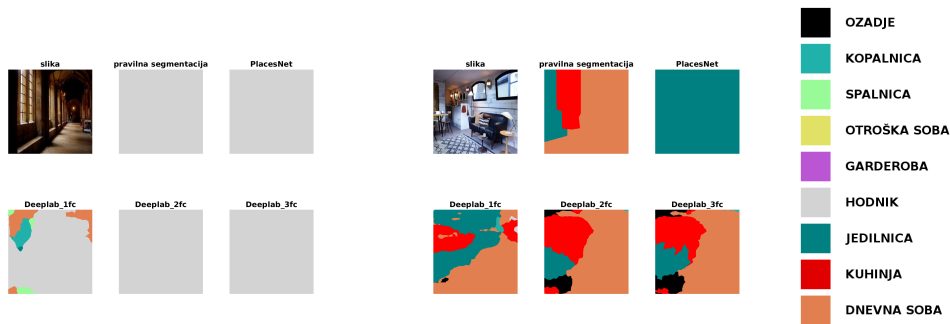 slika
pravilna segmentacija
PlacesNet
Deeplab_1fc
Deeplab_2fc
Deeplab_3fc
slika
pravilna segmentacija
PlacesNet
Deeplab_1fc
Deeplab_2fc
Deeplab_3fc
OZADJE
KOPALNICA
SPALNICA
OTROŠKA SOBA
GARDEROBA
HODNIK
JEDILNICA
KUHINJA
DNEVNA SOBA